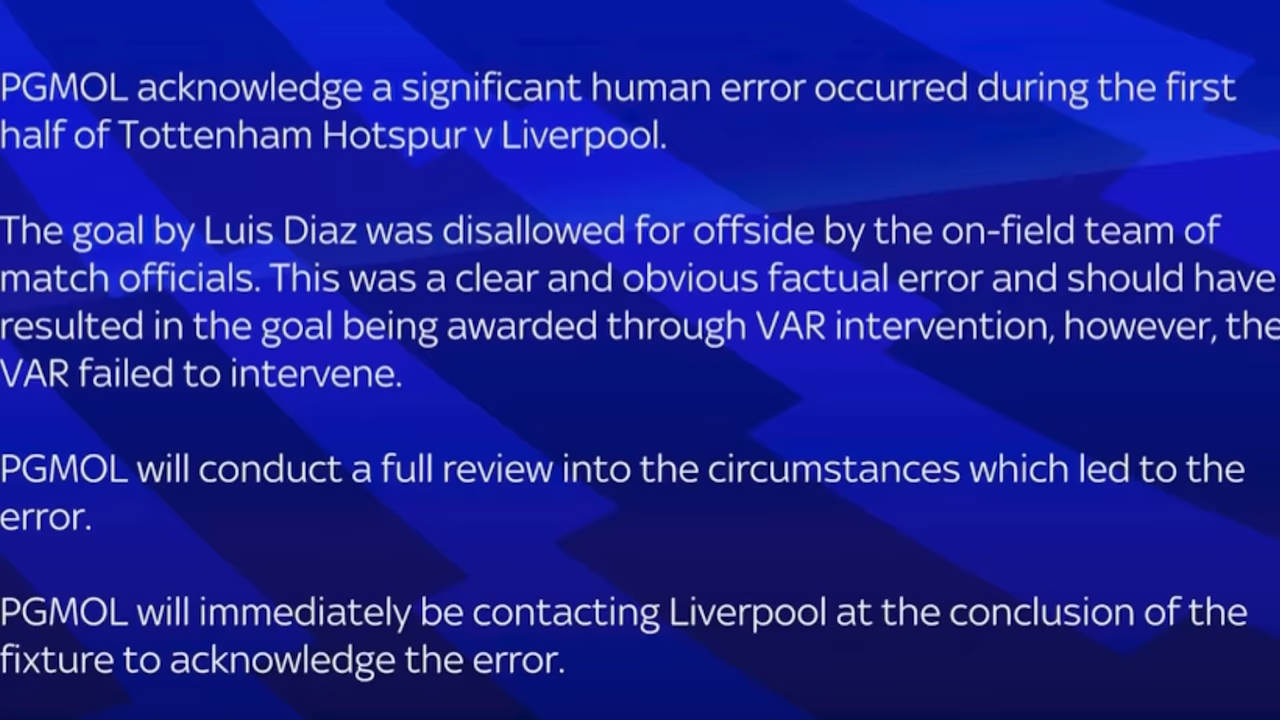 PGMOL acknowledge a significant human error occurred during the first
half of Tottenham Hotspur v Liverpool.
The goal by Luis Diaz was disallowed for offside by the on-field team of
match officials. This was a clear and obvious factual error and should have
resulted in the goal being awarded through VAR intervention, however, the
VAR failed to intervene.
PGMOL will conduct a full review into the circumstances which led to the
error.
PGMOL will immediately be contacting Liverpool at the conclusion of the
fixture to acknowledge the error.